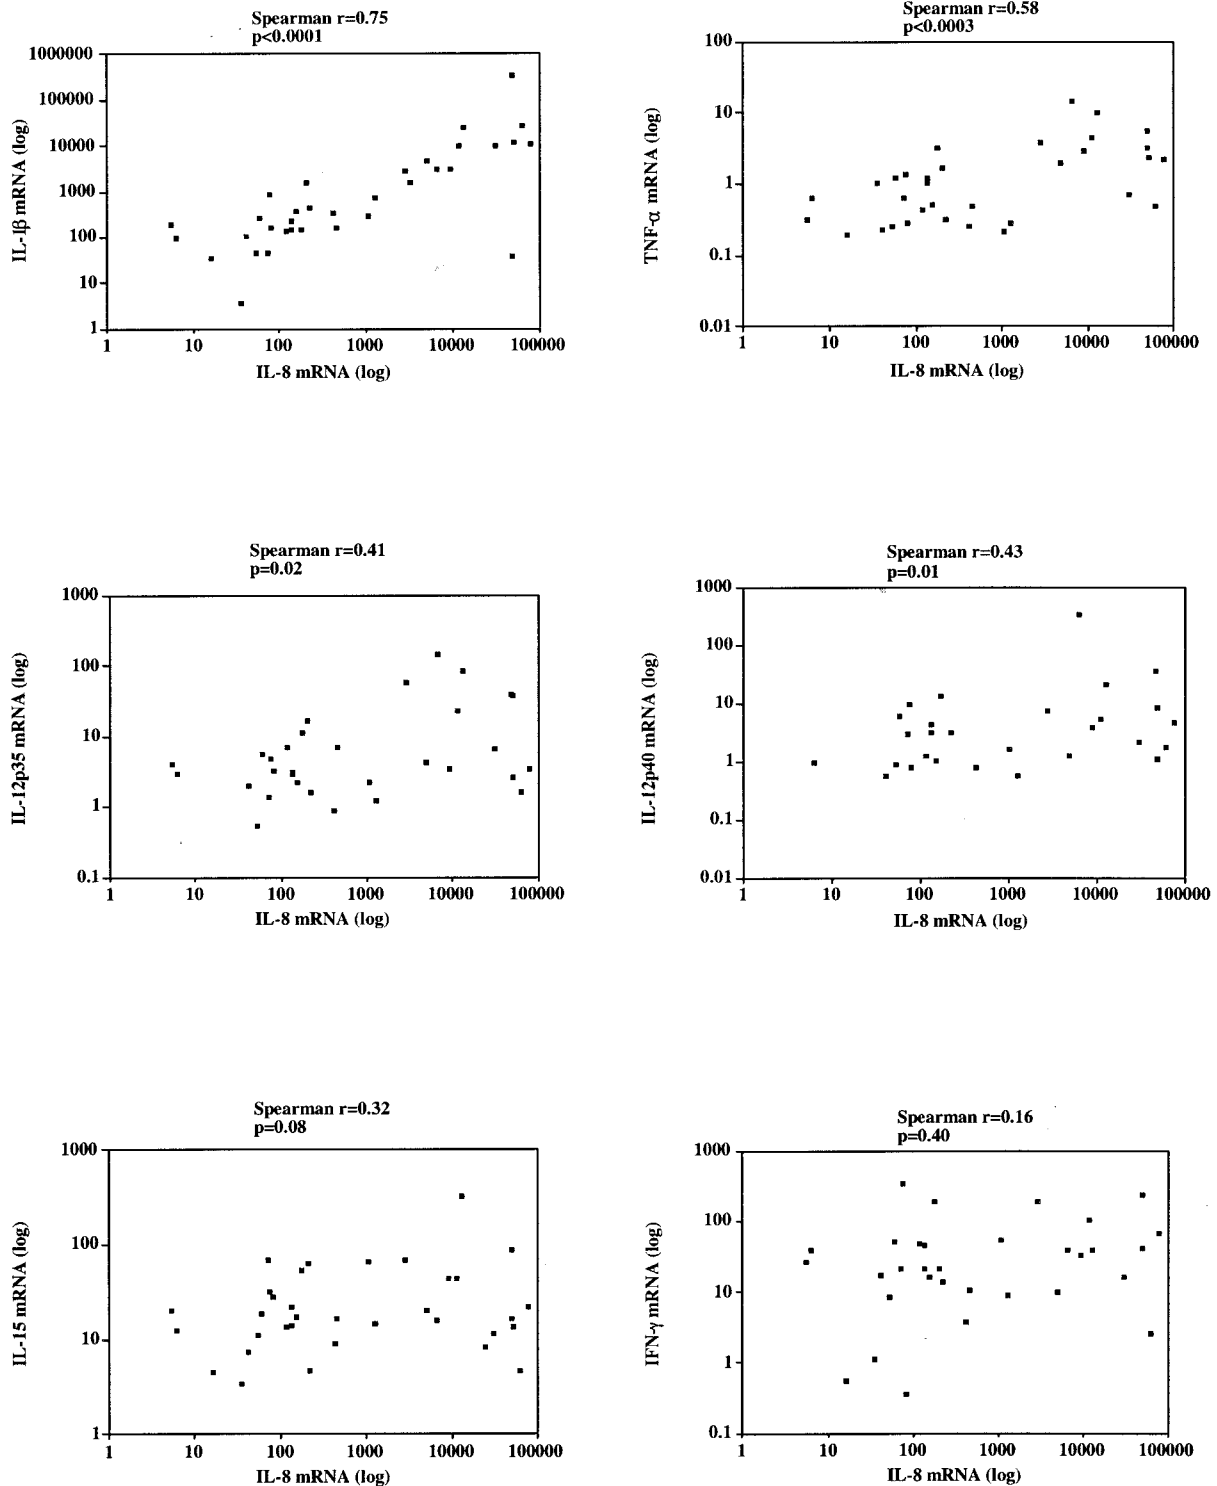 Spearman r=0.75
p<0.0001
1000000
100000
10000
1000
100
10
1
IL-1β mRNA (log)
1 10 100 1000 10000 100000
IL-8 mRNA (log)
Spearman r=0.58
p<0.0003
100
10
1
0.1
0.01
TNF-α mRNA (log)
1 10 100 1000 10000 100000
IL-8 mRNA (log)
Spearman r=0.41
p=0.02
1000
100
10
1
0.1
IL-12p35 mRNA (log)
1 10 100 1000 10000 100000
IL-8 mRNA (log)
Spearman r=0.43
p=0.01
1000
100
10
1
0.1
0.01
IL-12p40 mRNA (log)
1 10 100 1000 10000 100000
IL-8 mRNA (log)
Spearman r=0.32
p=0.08
1000
100
10
1
IL-15 mRNA (log)
1 10 100 1000 10000 100000
IL-8 mRNA (log)
Spearman r=0.16
p=0.40
1000
100
10
1
0.1
IFN-γ mRNA (log)
1 10 100 1000 10000 100000
IL-8 mRNA (log)